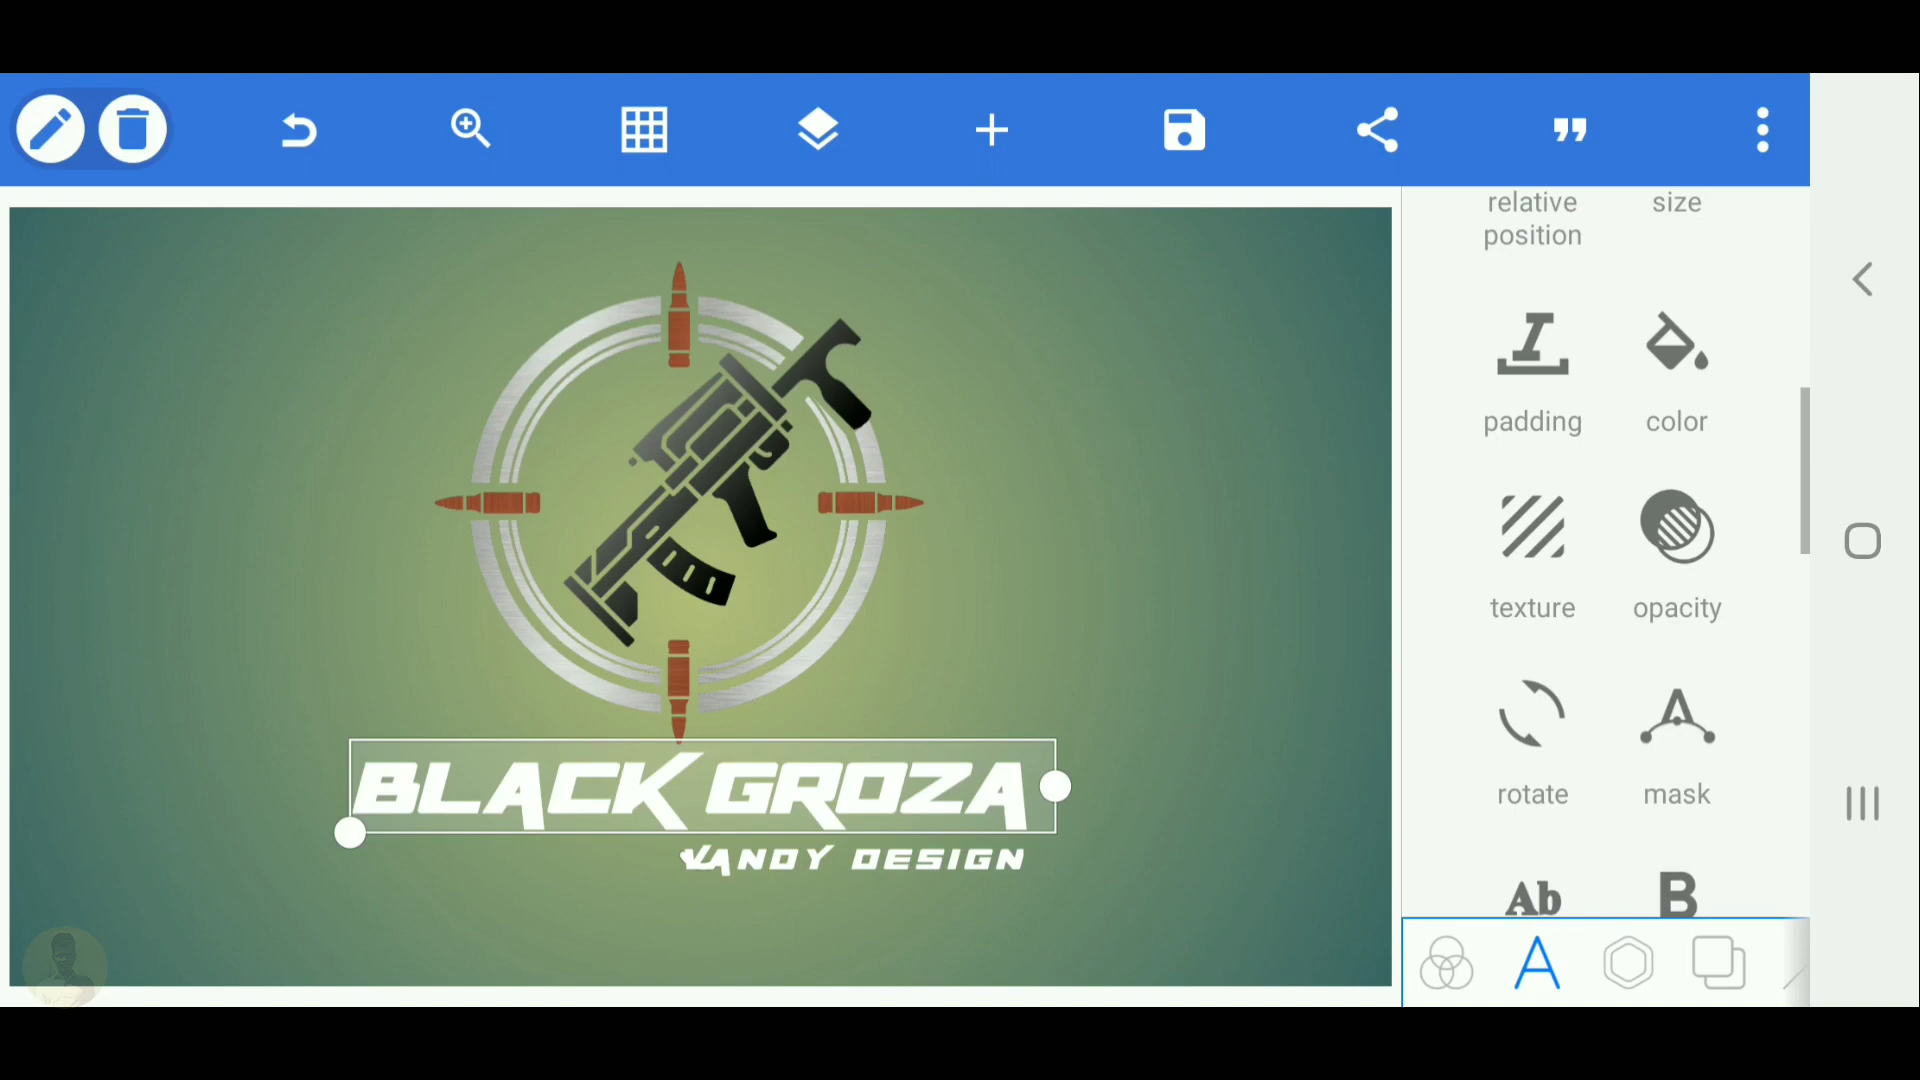 relative
position
size
padding
color
texture
opacity
rotate
mask
Ab
B
A
BLACK GROZA
VANDY DESIGN